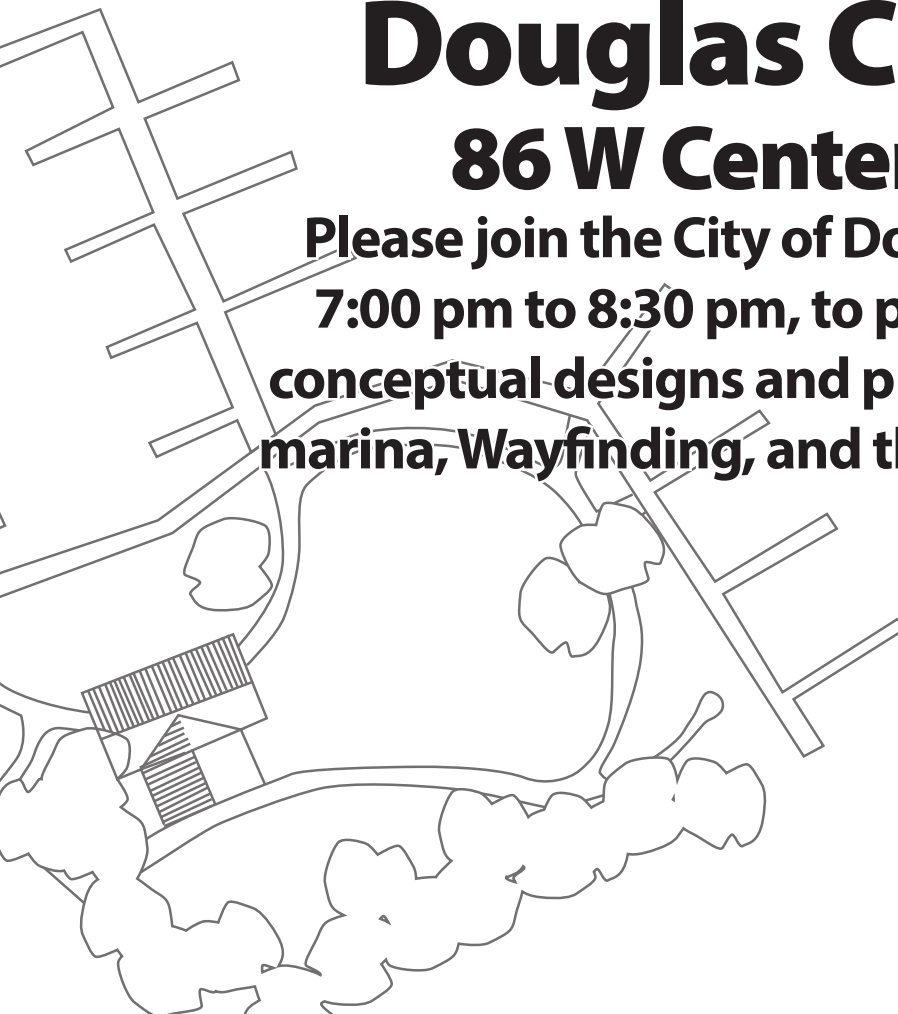 Douglas C
86 W Center
Please join the City of Do
7:00 pm to 8:30 pm, to p
conceptual designs and p
marina, Wayfinding, and th